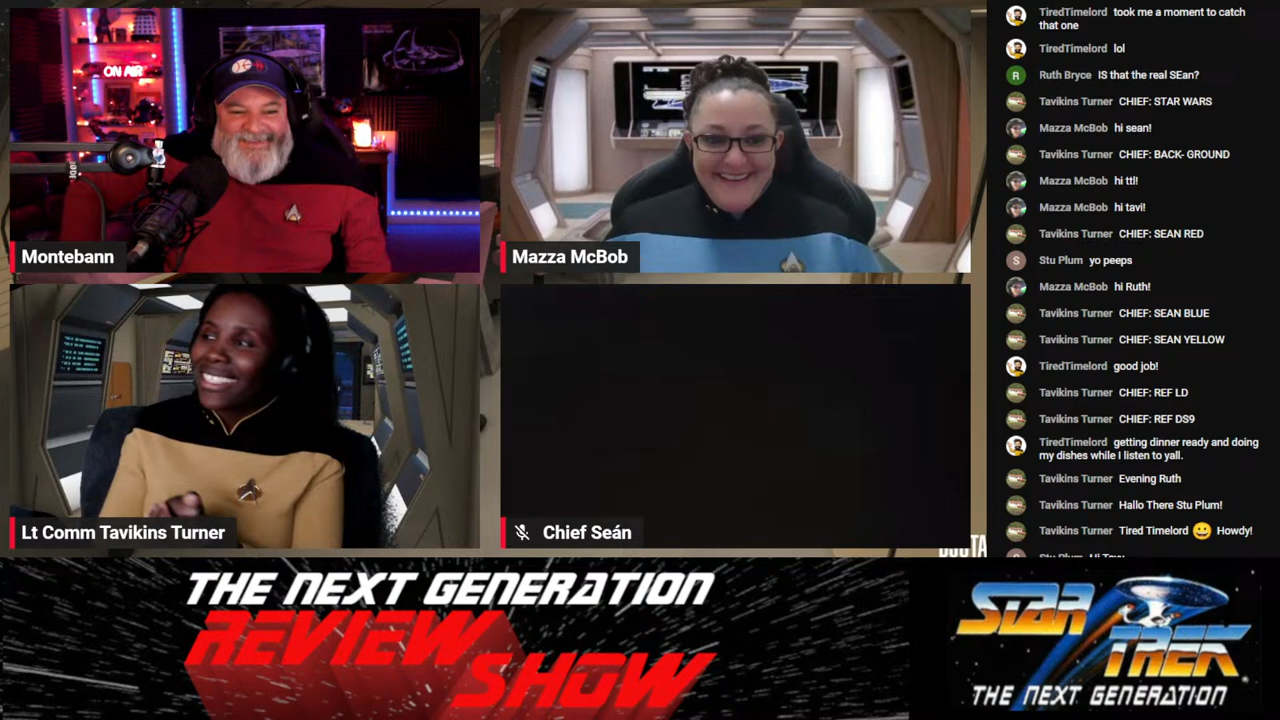 ON AIR
Montebann
Mazza McBob
Lt Comm Tavikins Turner
Chief Seán
TiredTimelord took me a moment to catch
that one
TiredTimelord lol
R Ruth Bryce IS that the real SEan?
Tavikins Turner CHIEF: STAR WARS
Mazza McBob hi sean!
Tavikins Turner CHIEF: BACK- GROUND
Mazza McBob hi ttl!
Mazza McBob hi tavi!
Tavikins Turner CHIEF: SEAN RED
S Stu Plum yo peeps
Mazza McBob hi Ruth!
Tavikins Turner CHIEF: SEAN BLUE
Tavikins Turner CHIEF: SEAN YELLOW
TiredTimelord good job!
Tavikins Turner CHIEF: REF LD
Tavikins Turner CHIEF: REF DS9
TiredTimelord getting dinner ready and doing
my dishes while I listen to yall.
Tavikins Turner Evening Ruth
Tavikins Turner Hallo There Stu Plum!
Tavikins Turner Tired Timelord 😀 Howdy!
THE NEXT GENERATION
REVIEW
SHOW
STAR
TREK
THE NEXT GENERATION